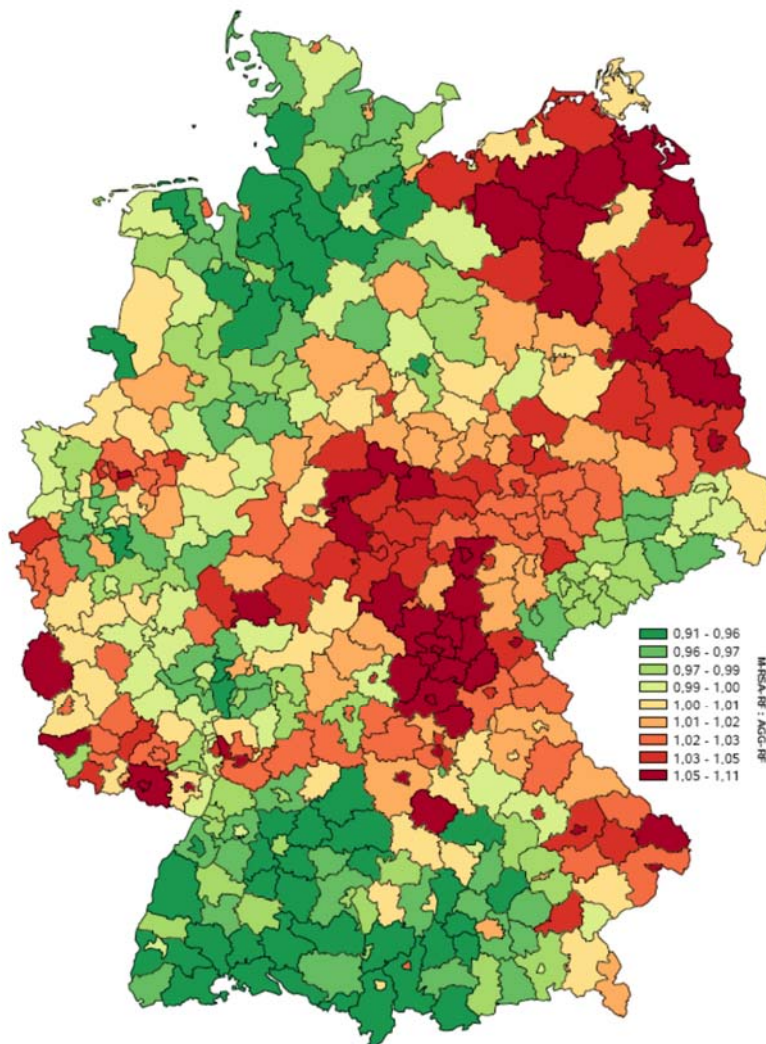 0,91 - 0,96
0,96 - 0,97
0,97 - 0,99
0,99 - 1,00
1,00 - 1,01
1,01 - 1,02
1,02 - 1,03
1,03 - 1,05
1,05 - 1,11
M-RSA-RF : AGG-RF